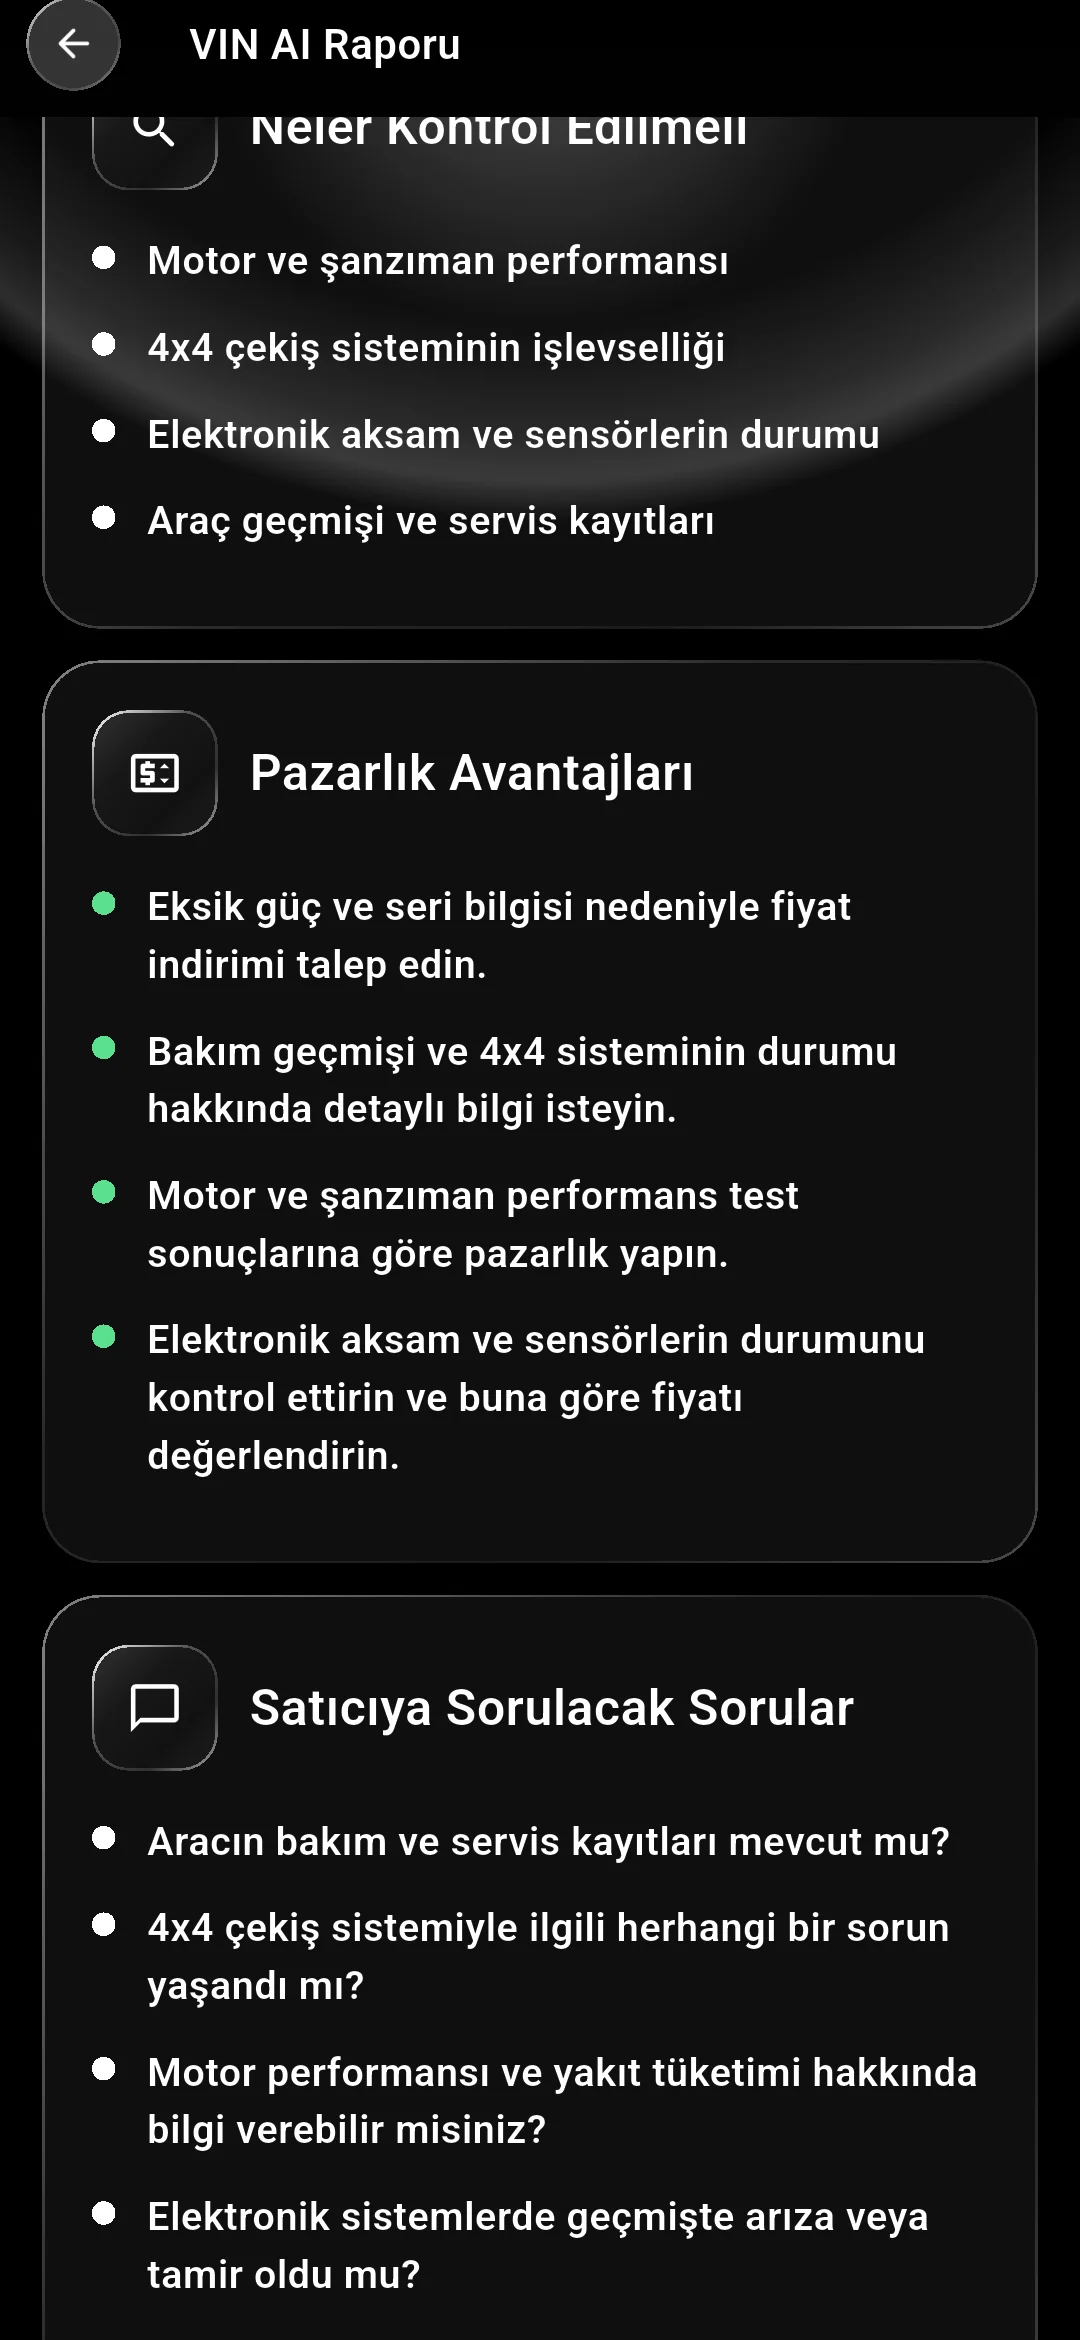 VIN AI Raporu
Neler Kontrol Edilmeli
Motor ve şanzıman performansı
4x4 çekiş sisteminin işlevselliği
Elektronik aksam ve sensörlerin durumu
Araç geçmişi ve servis kayıtları
Pazarlık Avantajları
Eksik güç ve seri bilgisi nedeniyle fiyat
indirimi talep edin.
Bakım geçmişi ve 4x4 sisteminin durumu
hakkında detaylı bilgi isteyin.
Motor ve şanzıman performans test
sonuçlarına göre pazarlık yapın.
Elektronik aksam ve sensörlerin durumunu
kontrol ettirin ve buna göre fiyatı
değerlendirin.
Satıcıya Sorulacak Sorular
Aracın bakım ve servis kayıtları mevcut mu?
4x4 çekiş sistemiyle ilgili herhangi bir sorun
yaşandı mı?
Motor performansı ve yakıt tüketimi hakkında
bilgi verebilir misiniz?
Elektronik sistemlerde geçmişte arıza veya
tamir oldu mu?